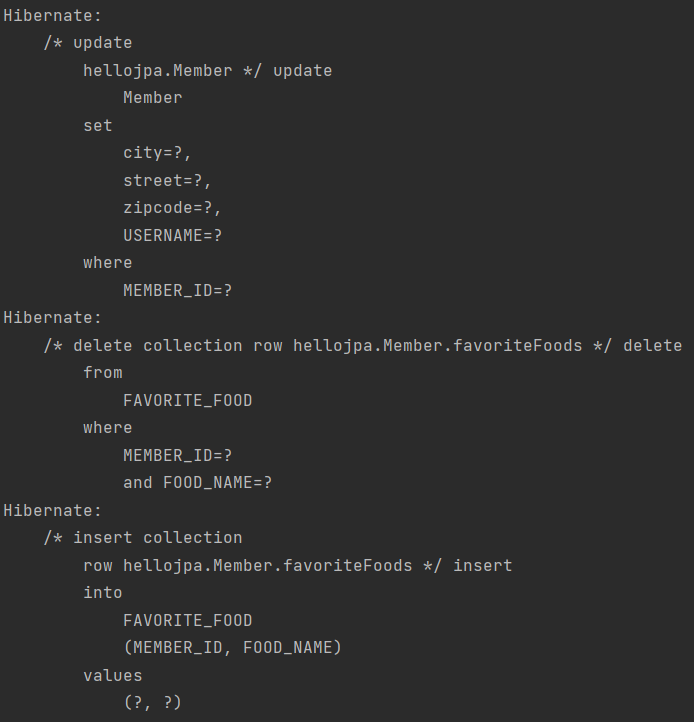 Hibernate:
    /* update
        hellojpa.Member */ update
            Member
        set
            city=?,
            street=?,
            zipcode=?,
            USERNAME=?
        where
            MEMBER_ID=?
Hibernate:
    /* delete collection row hellojpa.Member.favoriteFoods */ delete
        from
            FAVORITE_FOOD
        where
            MEMBER_ID=?
            and FOOD_NAME=?
Hibernate:
    /* insert collection
        row hellojpa.Member.favoriteFoods */ insert
        into
            FAVORITE_FOOD
            (MEMBER_ID, FOOD_NAME)
        values
            (?, ?)